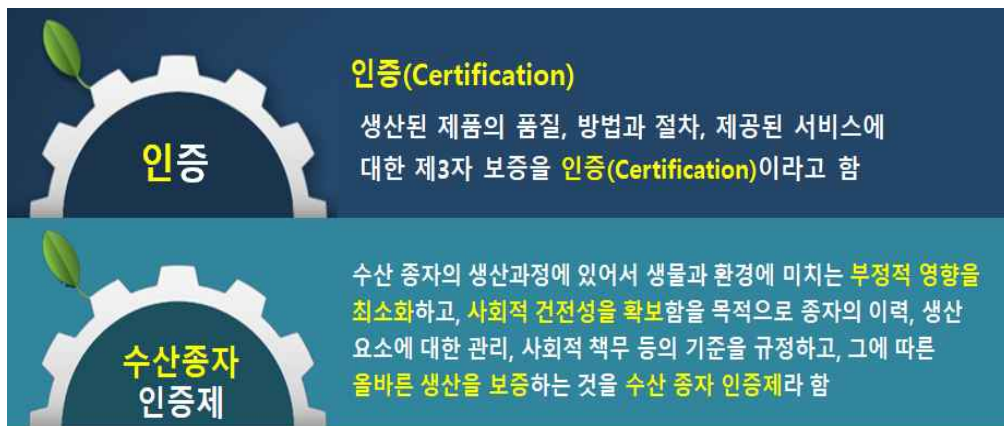 인증
인증(Certification)
생산된 제품의 품질, 방법과 절차, 제공된 서비스에
대한 제3자 보증을 인증(Certification)이라고 함
수산종자
인증제
수산 종자의 생산과정에 있어서 생물과 환경에 미치는 부정적 영향을
최소화하고, 사회적 건전성을 확보함을 목적으로 종자의 이력, 생산
요소에 대한 관리, 사회적 책무 등의 기준을 규정하고, 그에 따른
올바른 생산을 보증하는 것을 수산 종자 인증제라 함